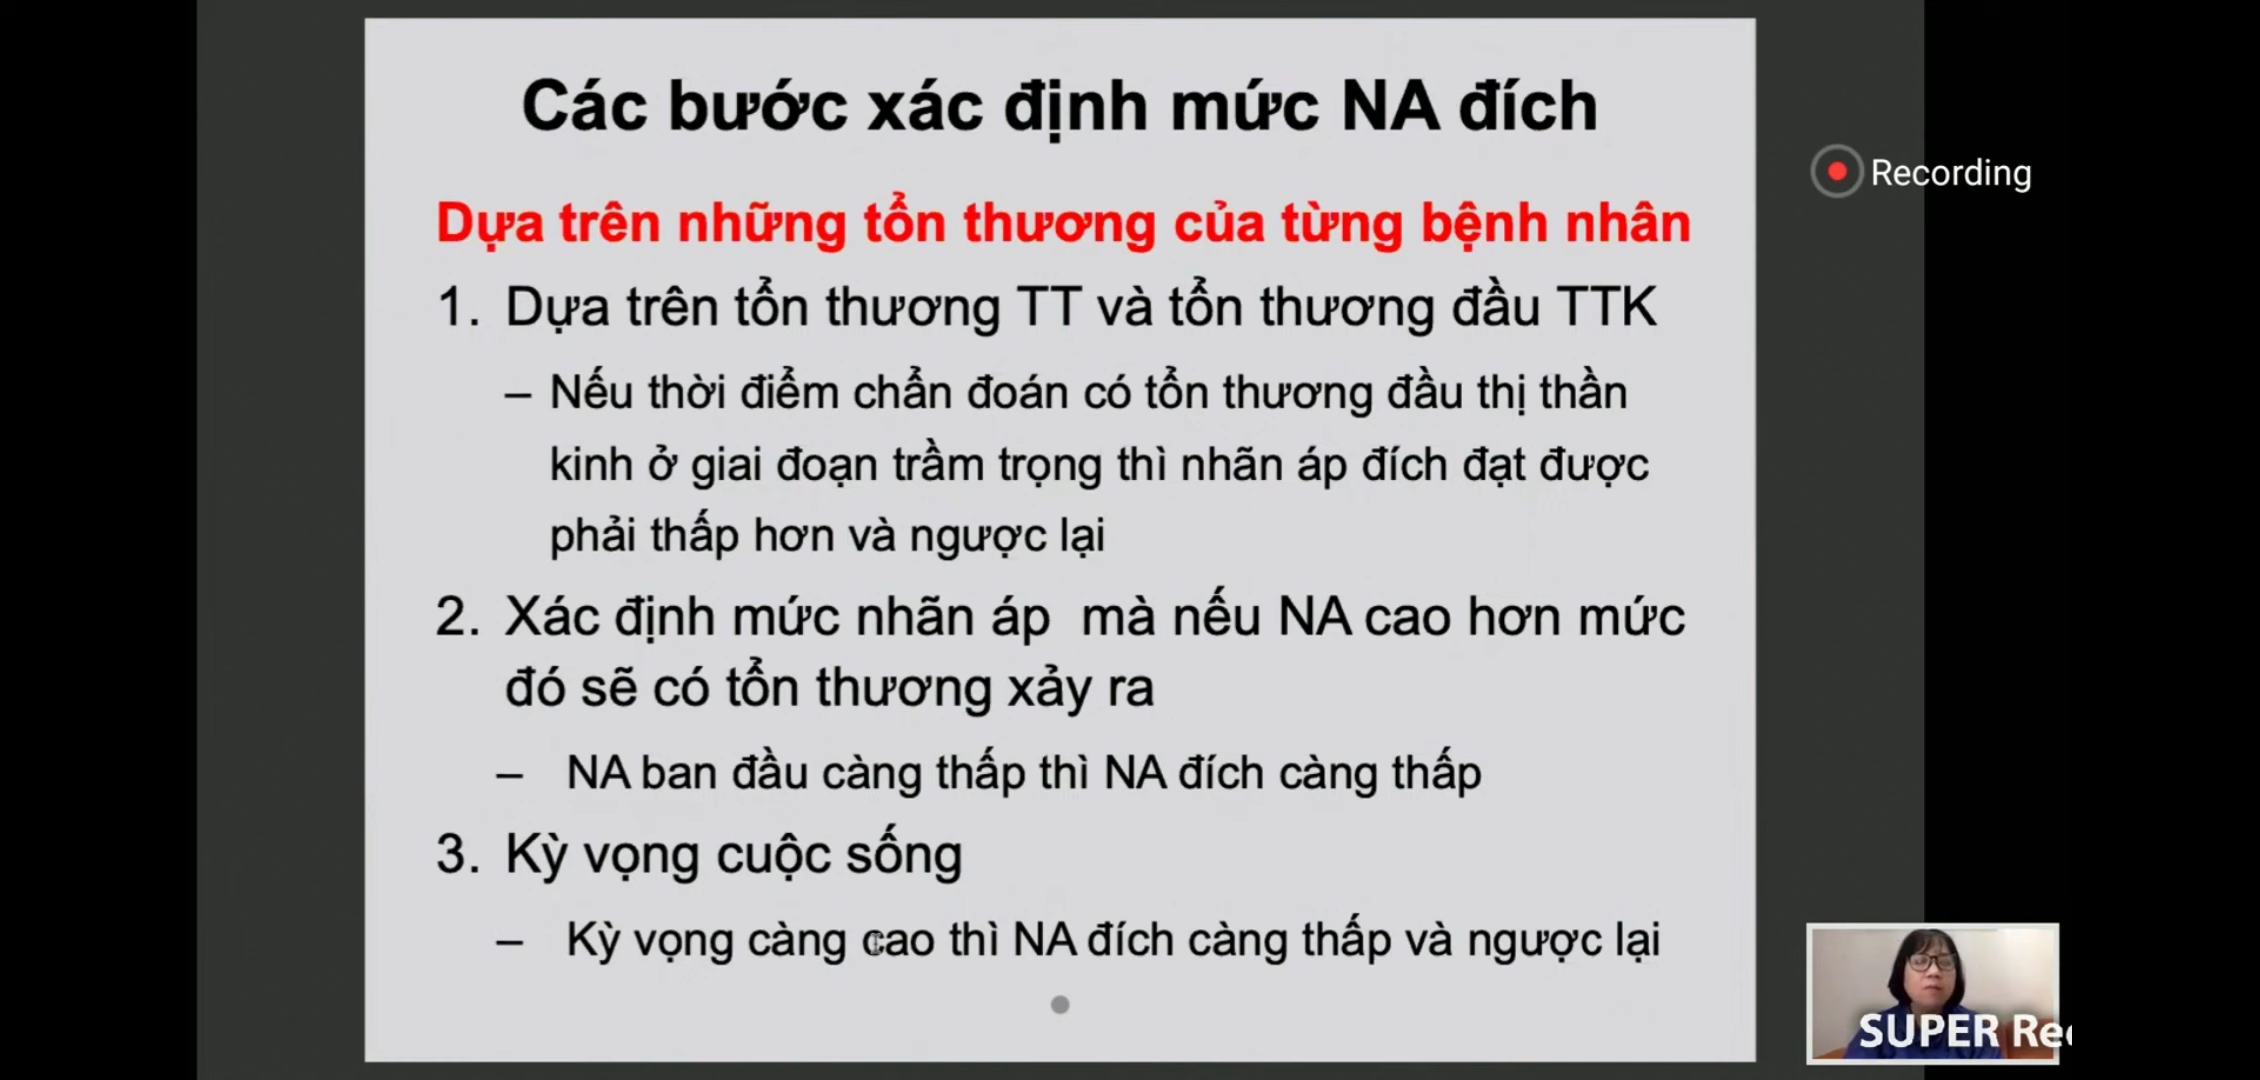 Các bước xác định mức NA đích
Recording
Dựa trên những tổn thương của từng bệnh nhân
1. Dựa trên tổn thương TT và tổn thương đầu TTK
– Nếu thời điểm chẩn đoán có tổn thương đầu thị thần
kinh ở giai đoạn trầm trọng thì nhãn áp đích đạt được
phải thấp hơn và ngược lại
2. Xác định mức nhãn áp mà nếu NA cao hơn mức
đó sẽ có tổn thương xảy ra
– NA ban đầu càng thấp thì NA đích càng thấp
3. Kỳ vọng cuộc sống
– Kỳ vọng càng cao thì NA đích càng thấp và ngược lại
SUPER